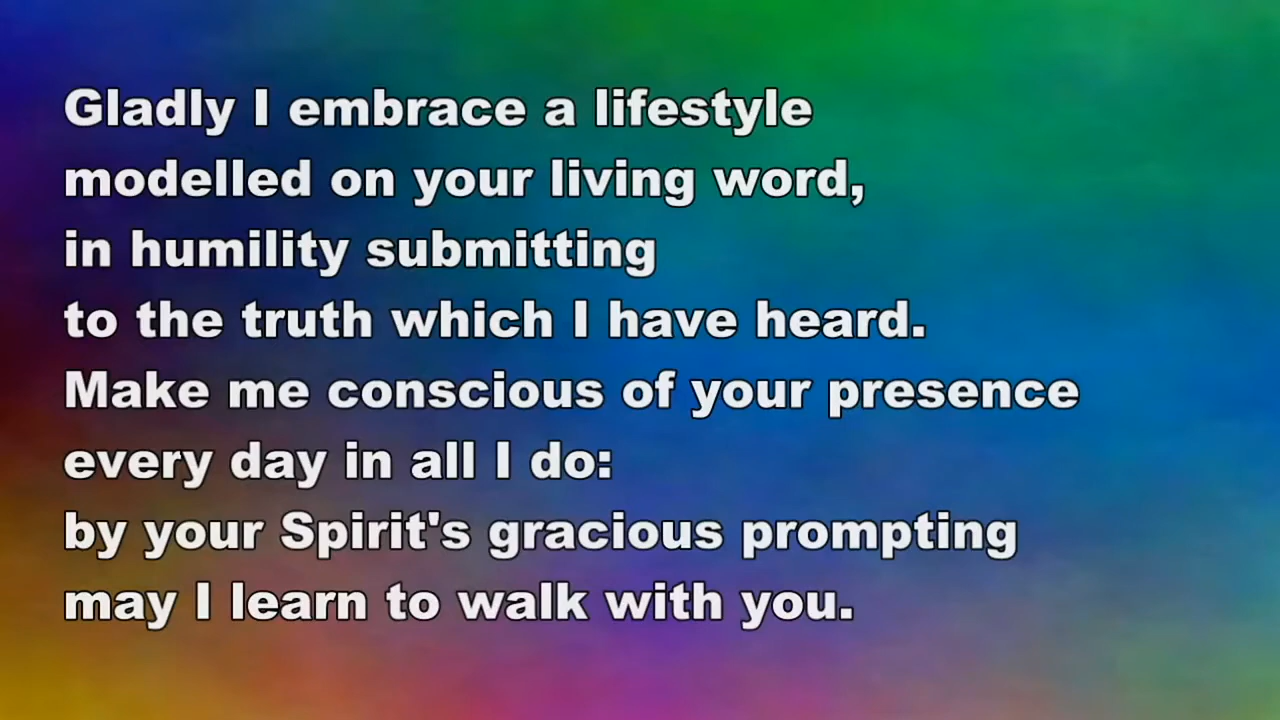 Gladly I embrace a lifestyle
modelled on your living word,
in humility submitting
to the truth which I have heard.
Make me conscious of your presence
every day in all I do:
by your Spirit's gracious prompting
may I learn to walk with you.